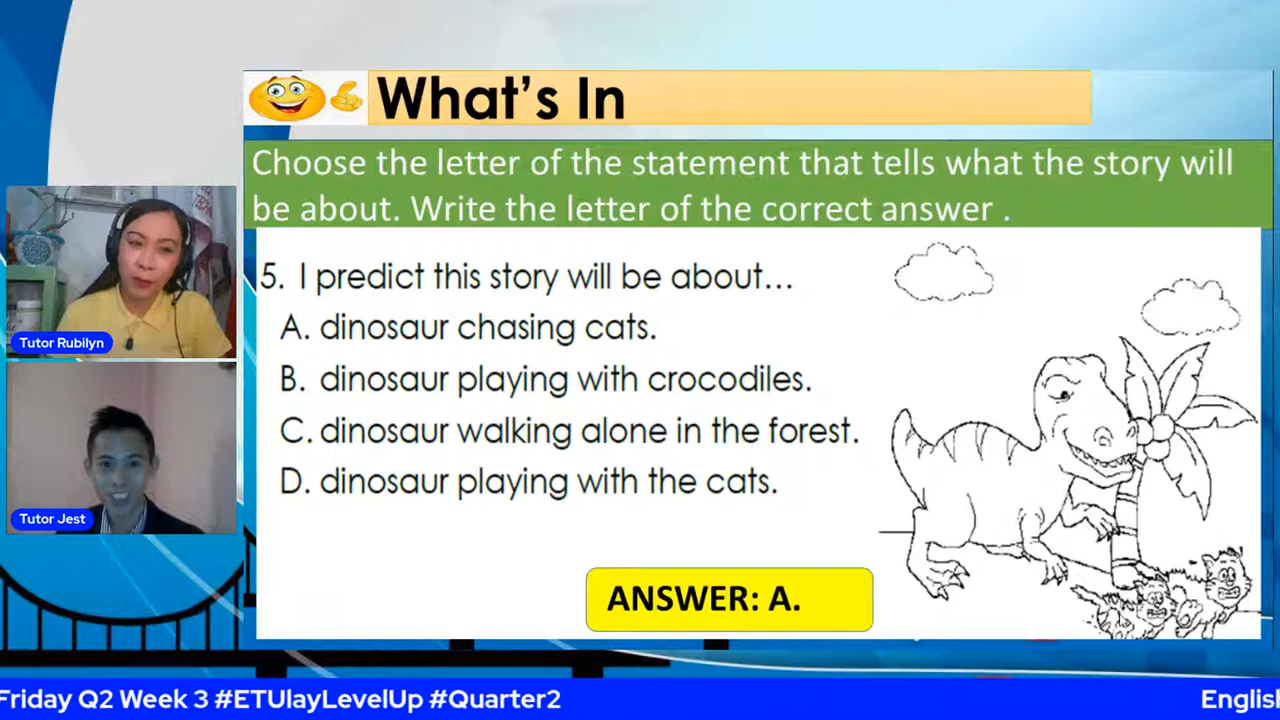 What's In
Choose the letter of the statement that tells what the story will
be about. Write the letter of the correct answer .
5. I predict this story will be about...
A. dinosaur chasing cats.
B. dinosaur playing with crocodiles.
C. dinosaur walking alone in the forest.
D. dinosaur playing with the cats.
ANSWER: A.
Tutor Rubilyn
Tutor Jest
Friday Q2 Week 3 #ETUlayLevelUp #Quarter2
English